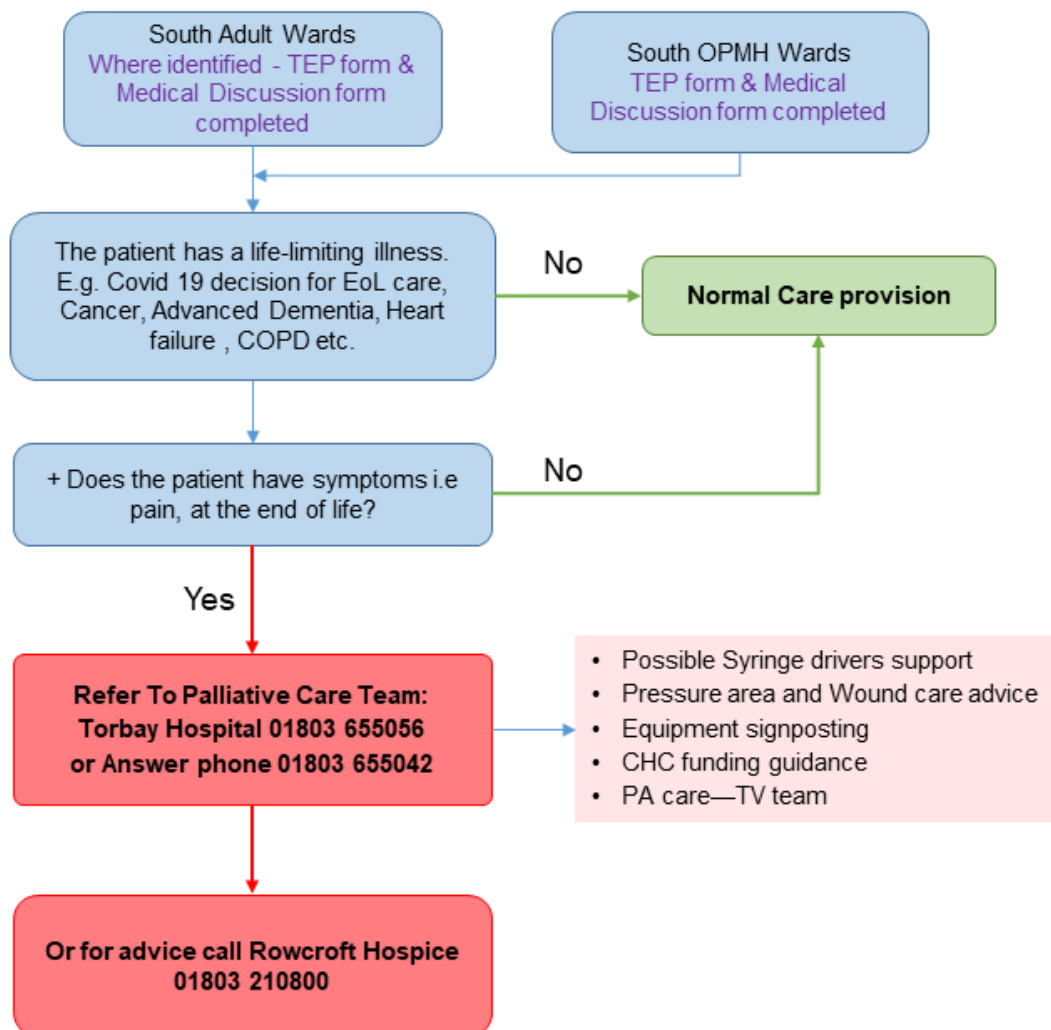 South Adult Wards
Where identified - TEP form &
Medical Discussion form
completed
South OPMH Wards
TEP form & Medical
Discussion form completed
The patient has a life-limiting illness.
E.g. Covid 19 decision for EoL care,
Cancer, Advanced Dementia, Heart
failure , COPD etc.
No
Normal Care provision
+ Does the patient have symptoms i.e
pain, at the end of life?
No
Yes
Refer To Palliative Care Team:
Torbay Hospital 01803 655056
or Answer phone 01803 655042
• Possible Syringe drivers support
• Pressure area and Wound care advice
• Equipment signposting
• CHC funding guidance
• PA care—TV team
Or for advice call Rowcroft Hospice
01803 210800